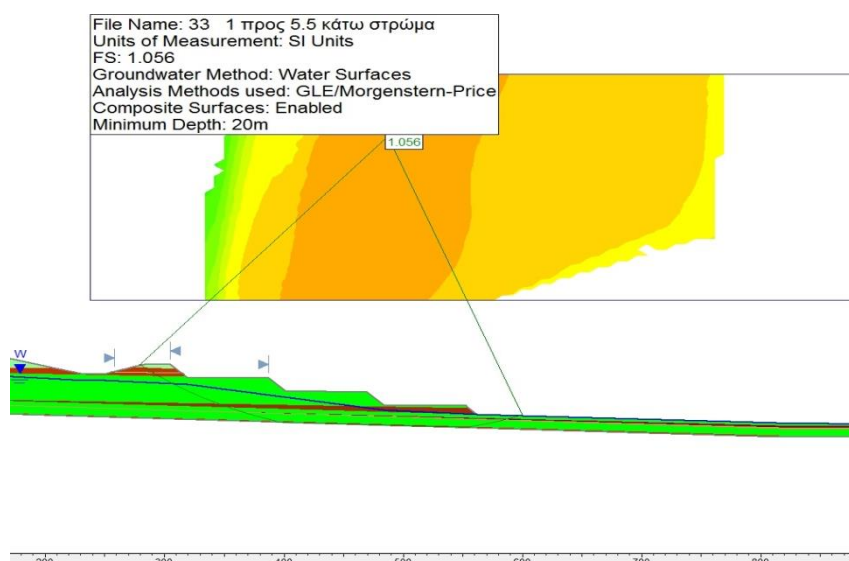 File Name: 33 1 προς 5.5 κάτω στρώμα
Units of Measurement: SI Units
FS: 1.056
Groundwater Method: Water Surfaces
Analysis Methods used: GLE/Morgenstern-Price
Composite Surfaces: Enabled
Minimum Depth: 20m
1.056
W